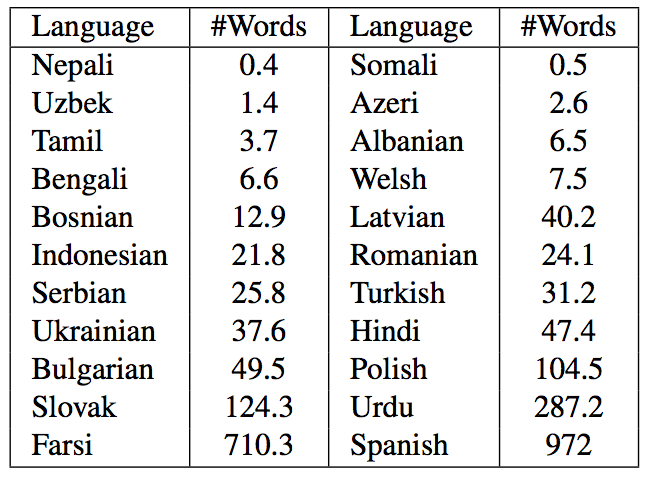 Language #Words Language #Words
Nepali 0.4 Somali 0.5
Uzbek 1.4 Azeri 2.6
Tamil 3.7 Albanian 6.5
Bengali 6.6 Welsh 7.5
Bosnian 12.9 Latvian 40.2
Indonesian 21.8 Romanian 24.1
Serbian 25.8 Turkish 31.2
Ukrainian 37.6 Hindi 47.4
Bulgarian 49.5 Polish 104.5
Slovak 124.3 Urdu 287.2
Farsi 710.3 Spanish 972